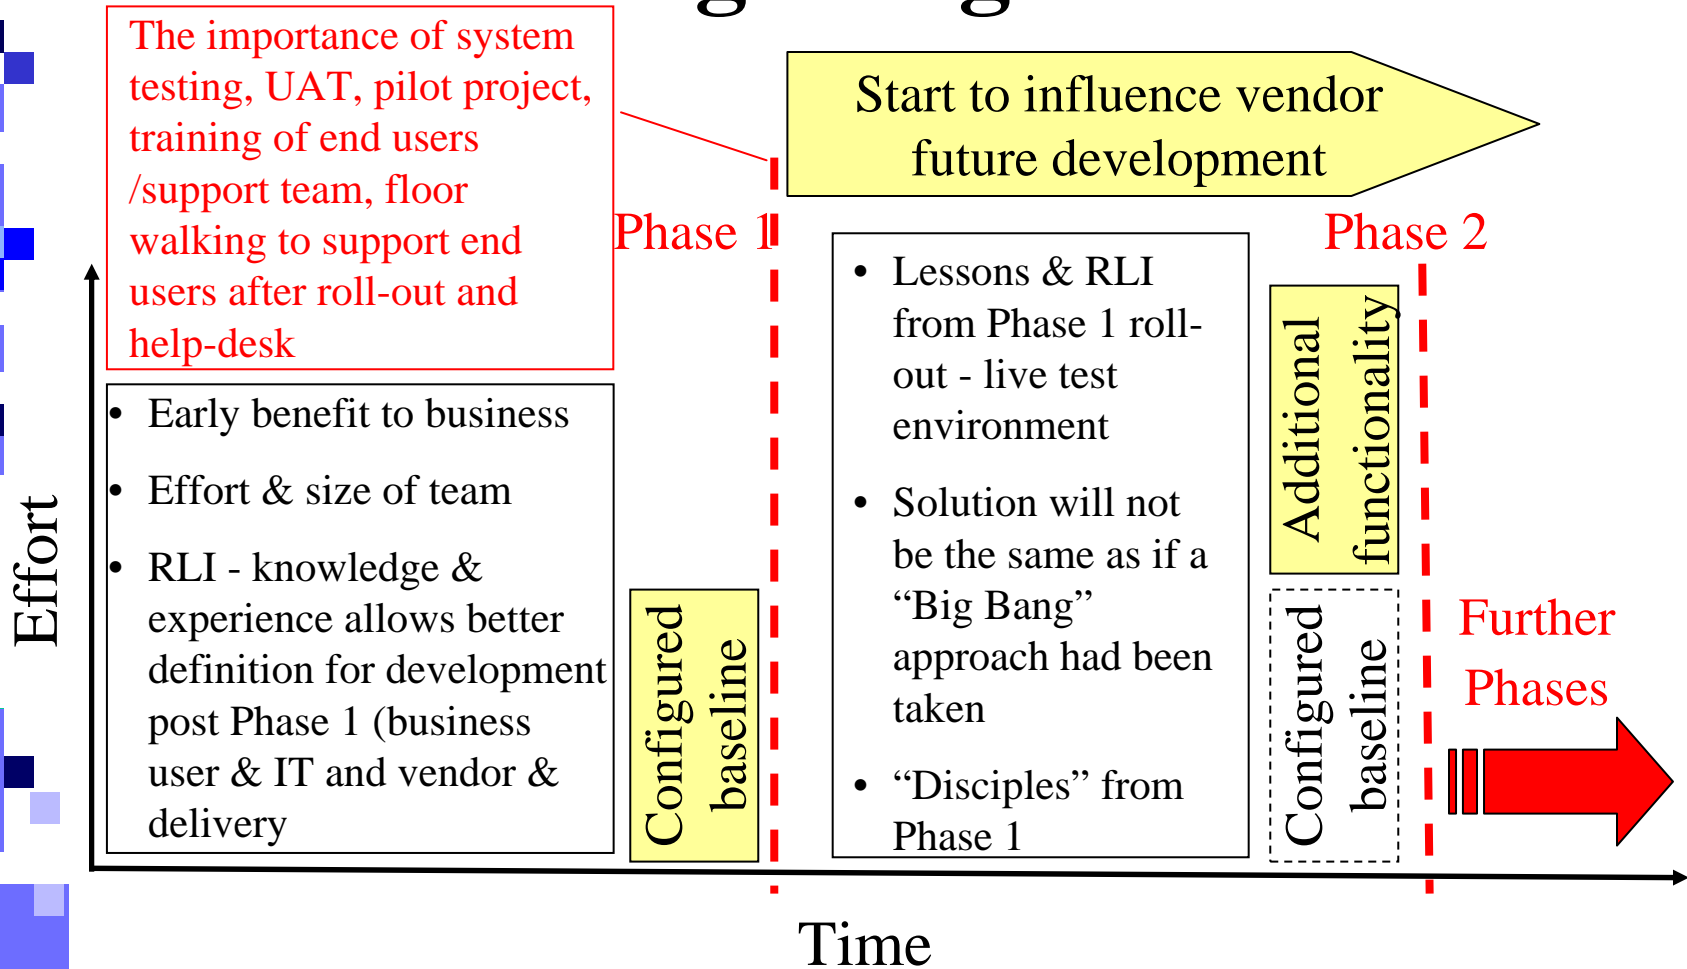 The importance of system
testing, UAT, pilot project,
training of end users
/support team, floor
walking to support end
users after roll-out and
help-desk
Start to influence vendor
future development
Phase 1
Phase 2
• Early benefit to business
• Effort & size of team
• RLI - knowledge &
experience allows better
definition for development
post Phase 1 (business
user & IT and vendor &
delivery
Configured
baseline
• Lessons & RLI
from Phase 1 roll-
out - live test
environment
• Solution will not
be the same as if a
“Big Bang”
approach had been
taken
• “Disciples” from
Phase 1
Additional
functionality
Configured
baseline
Further
Phases
Effort
Time